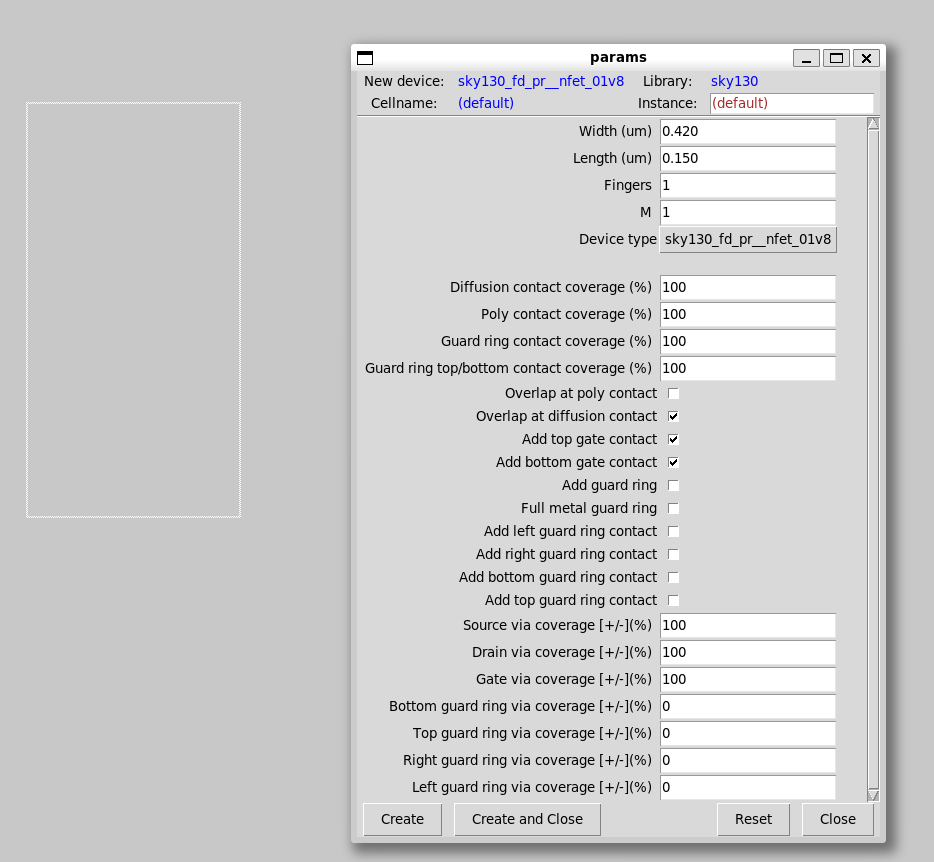 params
New device: sky130_fd_pr__nfet_01v8 Library: sky130
Cellname: (default) Instance: (default)
Width (um) 0.420
Length (um) 0.150
Fingers 1
M 1
Device type sky130_fd_pr__nfet_01v8
Diffusion contact coverage (%) 100
Poly contact coverage (%) 100
Guard ring contact coverage (%) 100
Guard ring top/bottom contact coverage (%) 100
Overlap at poly contact
Overlap at diffusion contact
Add top gate contact
Add bottom gate contact
Add guard ring
Full metal guard ring
Add left guard ring contact
Add right guard ring contact
Add bottom guard ring contact
Add top guard ring contact
Source via coverage [+/-](%) 100
Drain via coverage [+/-](%) 100
Gate via coverage [+/-](%) 100
Bottom guard ring via coverage [+/-](%) 0
Top guard ring via coverage [+/-](%) 0
Right guard ring via coverage [+/-](%) 0
Left guard ring via coverage [+/-](%) 0
Create Create and Close Reset Close